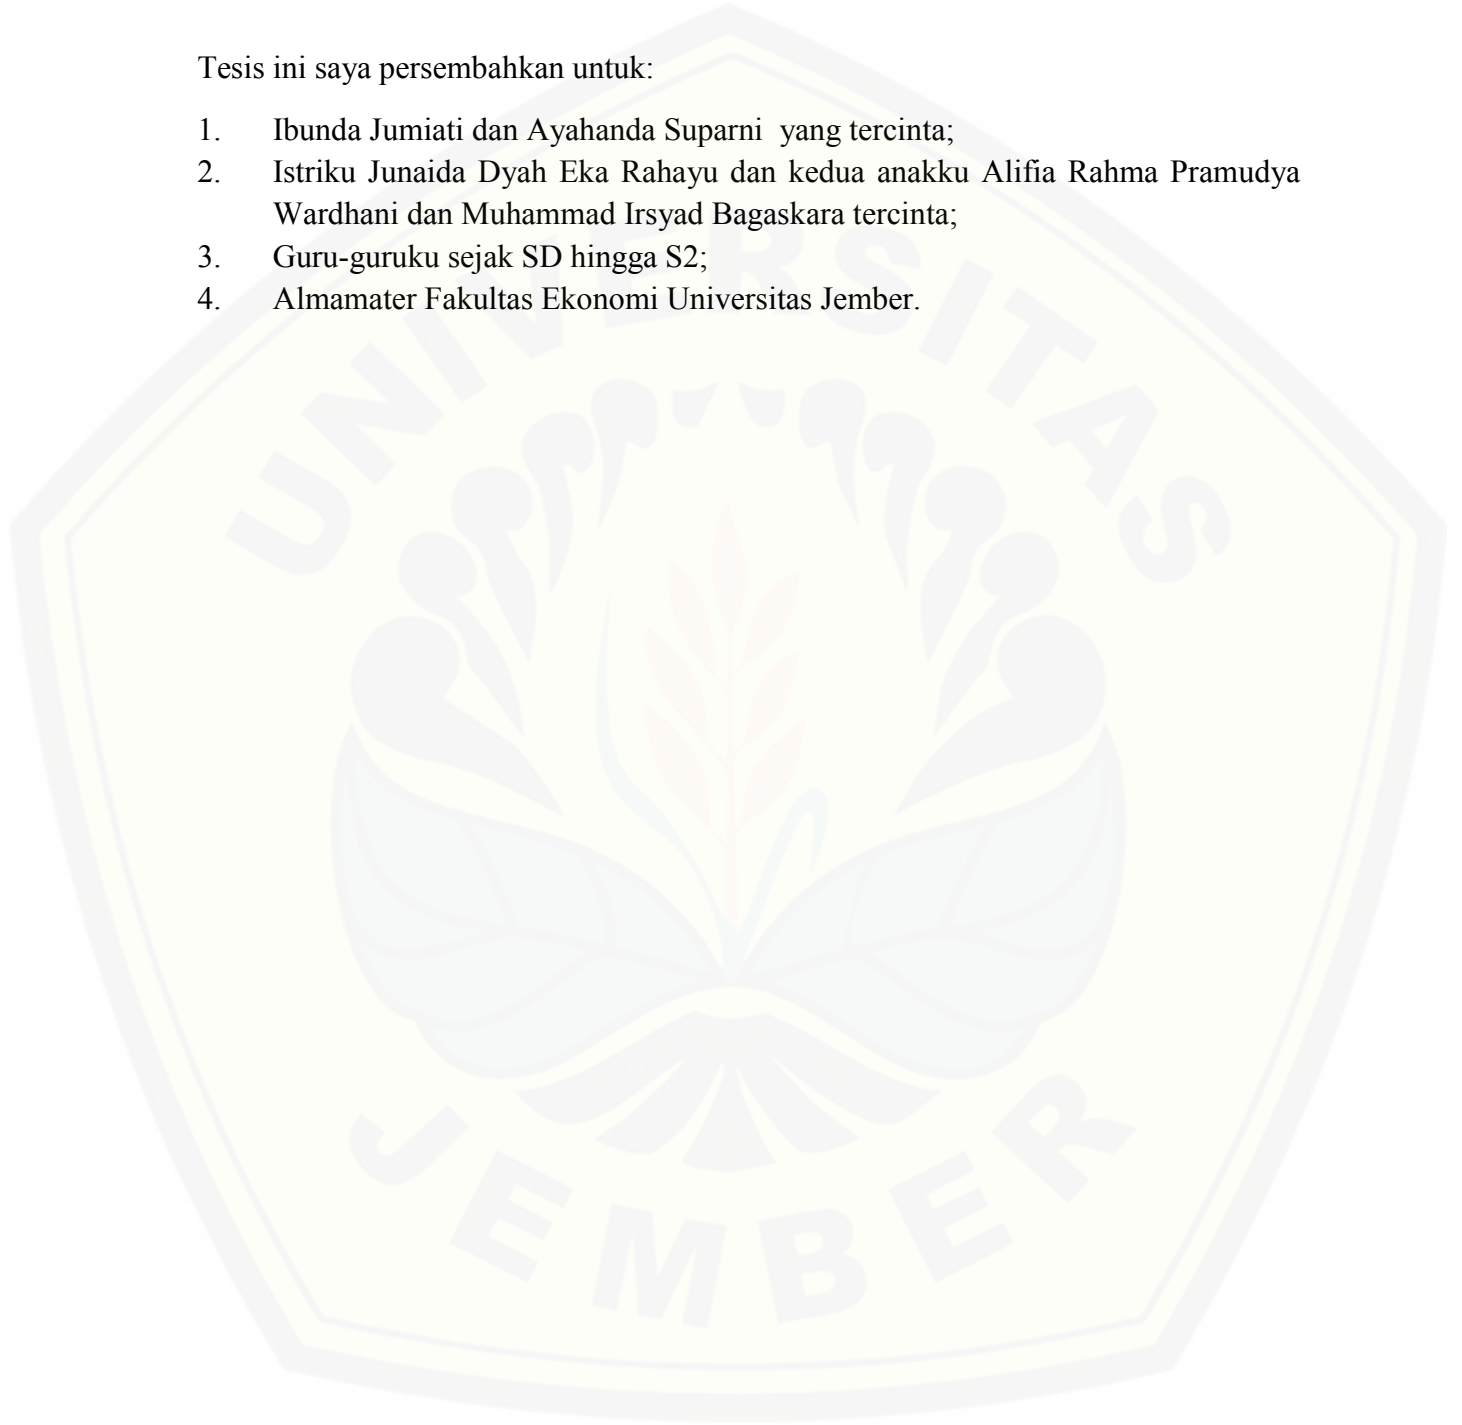 Tesis ini saya persembahkan untuk:
1. Ibunda Jumiati dan Ayahanda Suparni yang tercinta;
2. Istriku Junaida Dyah Eka Rahayu dan kedua anakku Alifia Rahma Pramudya
Wardhani dan Muhammad Irsyad Bagaskara tercinta;
3. Guru-guruku sejak SD hingga S2;
4. Almamater Fakultas Ekonomi Universitas Jember.
UNIVERSITAS
JEMBER